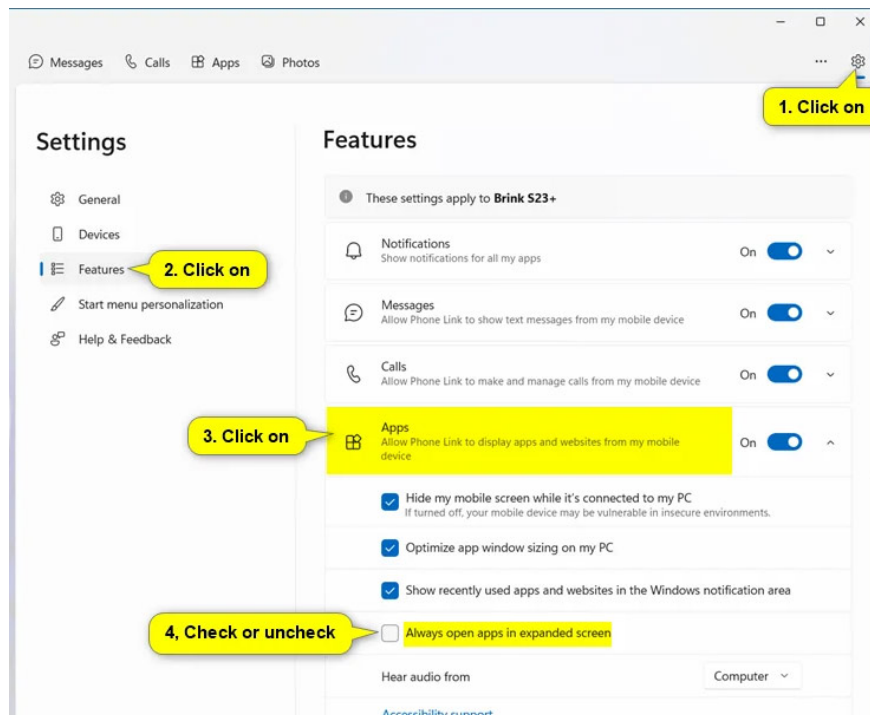 Messages Calls Apps Photos ...
1. Click on
Settings
General
Devices
Features
2. Click on
Start menu personalization
Help & Feedback
Features
These settings apply to Brink S23+
Notifications
Show notifications for all my apps
On
Messages
Allow Phone Link to show text messages from my mobile device
On
Calls
Allow Phone Link to make and manage calls from my mobile device
On
3. Click on
Apps
Allow Phone Link to display apps and websites from my mobile
device
On
Hide my mobile screen while it's connected to my PC
If turned off, your mobile device may be vulnerable in insecure environments.
Optimize app window sizing on my PC
Show recently used apps and websites in the Windows notification area
4, Check or uncheck
Always open apps in expanded screen
Hear audio from
Computer
Accessibility support